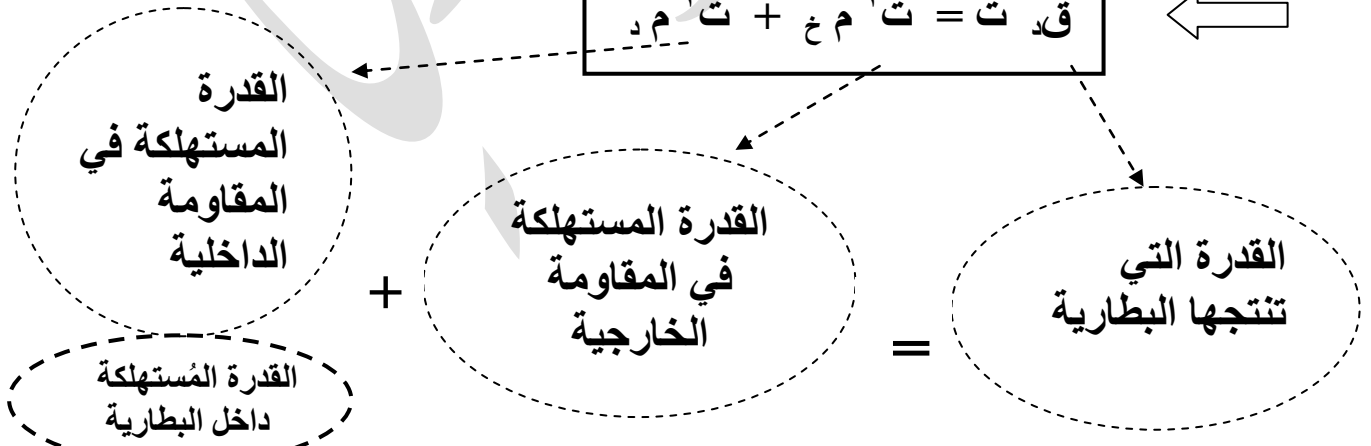 ق د ت = ت² م خ + ت² م د
القدرة التي
تنتجها البطارية
=
القدرة المستهلكة
في المقاومة
الخارجية
+
القدرة
المستهلكة في
المقاومة
الداخلية
القدرة المُستهلكة
داخل البطارية